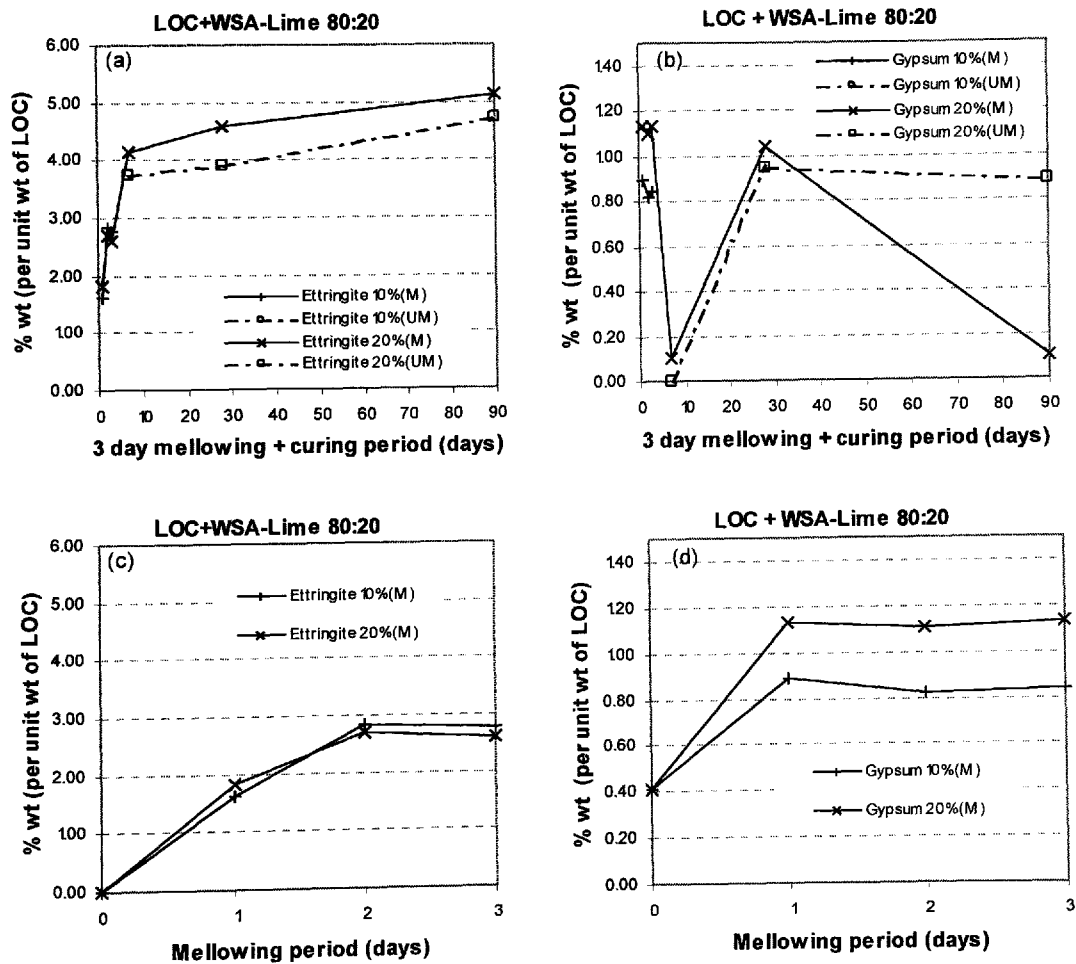 LOC+WSA-Lime 80:20
(a)
% wt (per unit wt of LOC)
6.00
5.00
4.00
3.00
2.00
1.00
0.00
Ettringite 10%(M)
Ettringite 10%(UM)
Ettringite 20%(M)
Ettringite 20%(UM)
0 10 20 30 40 50 60 70 80 90
3 day mellowing + curing period (days)
LOC + WSA-Lime 80:20
(b)
% wt (per unit wt of LOC)
1.40
1.20
1.00
0.80
0.60
0.40
0.20
0.00
Gypsum 10%(M)
Gypsum 10%(UM)
Gypsum 20%(M)
Gypsum 20%(UM)
0 10 20 30 40 50 60 70 80 90
3 day mellowing + curing period (days)
LOC+WSA-Lime 80:20
(c)
% wt (per unit wt of LOC)
6.00
5.00
4.00
3.00
2.00
1.00
0.00
Ettringite 10%(M)
Ettringite 20%(M)
0 1 2 3
Mellowing period (days)
LOC + WSA-Lime 80:20
(d)
% wt (per unit wt of LOC)
1.40
1.20
1.00
0.80
0.60
0.40
0.20
0.00
Gypsum 10%(M)
Gypsum 20%(M)
0 1 2 3
Mellowing period (days)